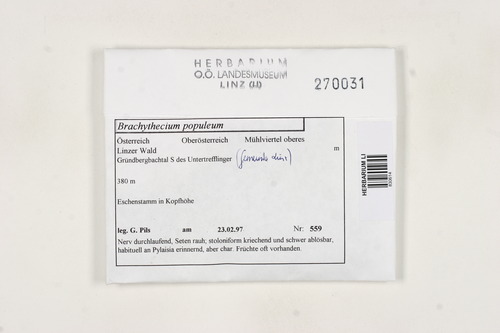 HERBARIUM
O.Ö. LANDESMUSEUM
LINZ (LI)
270031
Brachythecium populeum
Österreich Oberösterreich Mühlviertel oberes
Linzer Wald m
Gründbergbachtal S des Untertrefflinger
380 m
Eschenstamm in Kopfhöhe
leg. G. Pils am 23.02.97 Nr: 559
Nerv durchlaufend, Seten rauh; stoloniform kriechend und schwer ablösbar,
habituell an Pylaisia erinnernd, aber char. Früchte oft vorhanden.
HERBARIUM LI